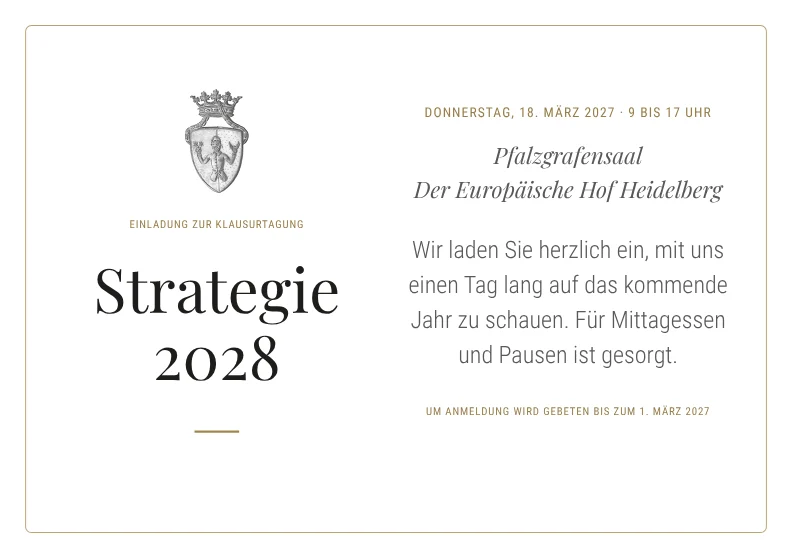 EINLADUNG ZUR KLAUSURTAGUNG
Strategie
2028
DONNERSTAG, 18. MÄRZ 2027 · 9 BIS 17 UHR
Pfalzgrafensaal
Der Europäische Hof Heidelberg
Wir laden Sie herzlich ein, mit uns
einen Tag lang auf das kommende
Jahr zu schauen. Für Mittagessen
und Pausen ist gesorgt.
UM ANMELDUNG WIRD GEBETEN BIS ZUM 1. MÄRZ 2027